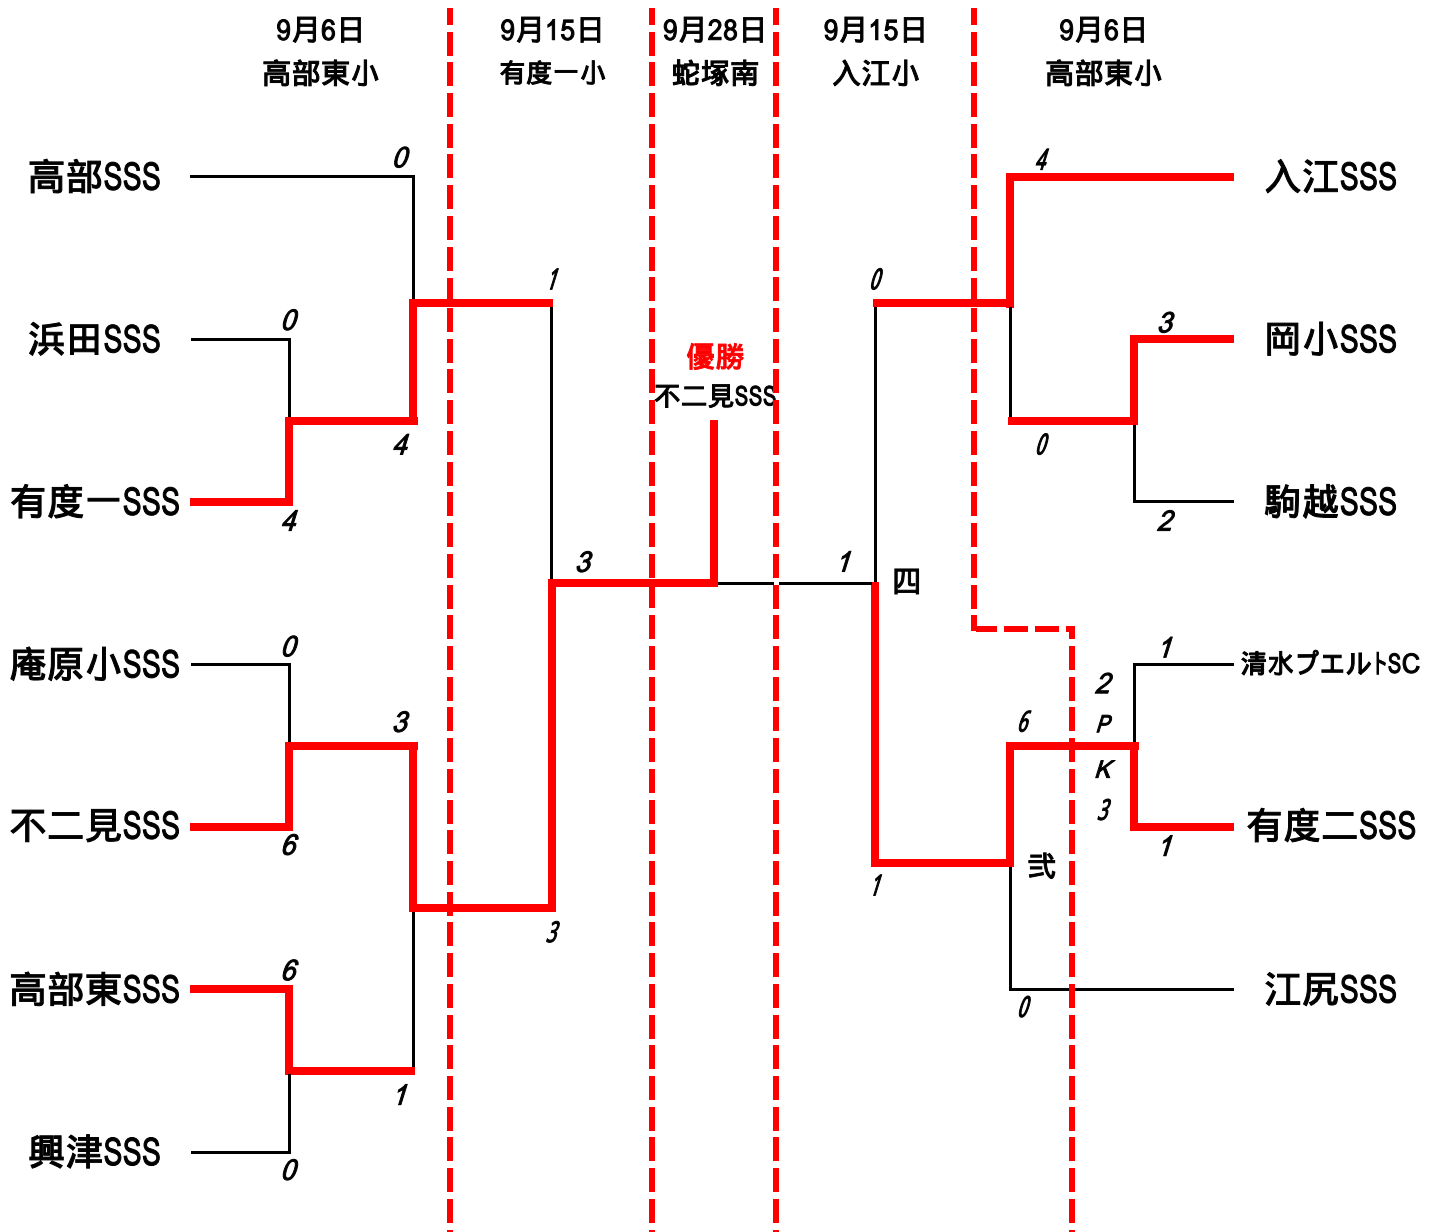 9月6日
9月15日
9月28日
9月15日
9月6日
高部東小
有度一小
蛇塚南
入江小
高部東小
0
4
高部SSS
入江SSS
1
0
0
3
浜田SSS
岡小SSS
優勝
不二見SSS
4
0
有度一SSS
駒越SSS
4
2
3
1
四
0
1
庵原小SSS
清水プエルトSC
2
3
6
P
K
3
不二見SSS
有度二SSS
6
1
弐
1
3
6
高部東SSS
江尻SSS
0
1
興津SSS
0